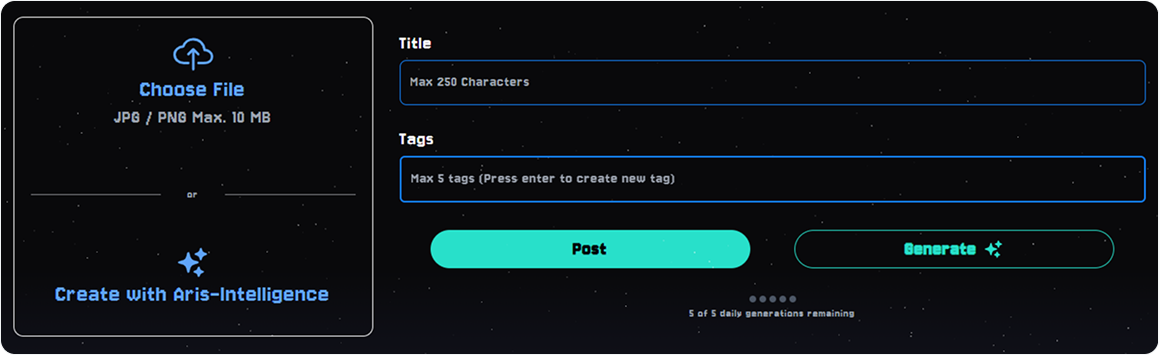 Choose File
JPG / PNG Max. 10 MB
or
Create with Aris-Intelligence
Title
Max 250 Characters
Tags
Max 5 tags (Press enter to create new tag)
Post
Generate
5 of 5 daily generations remaining